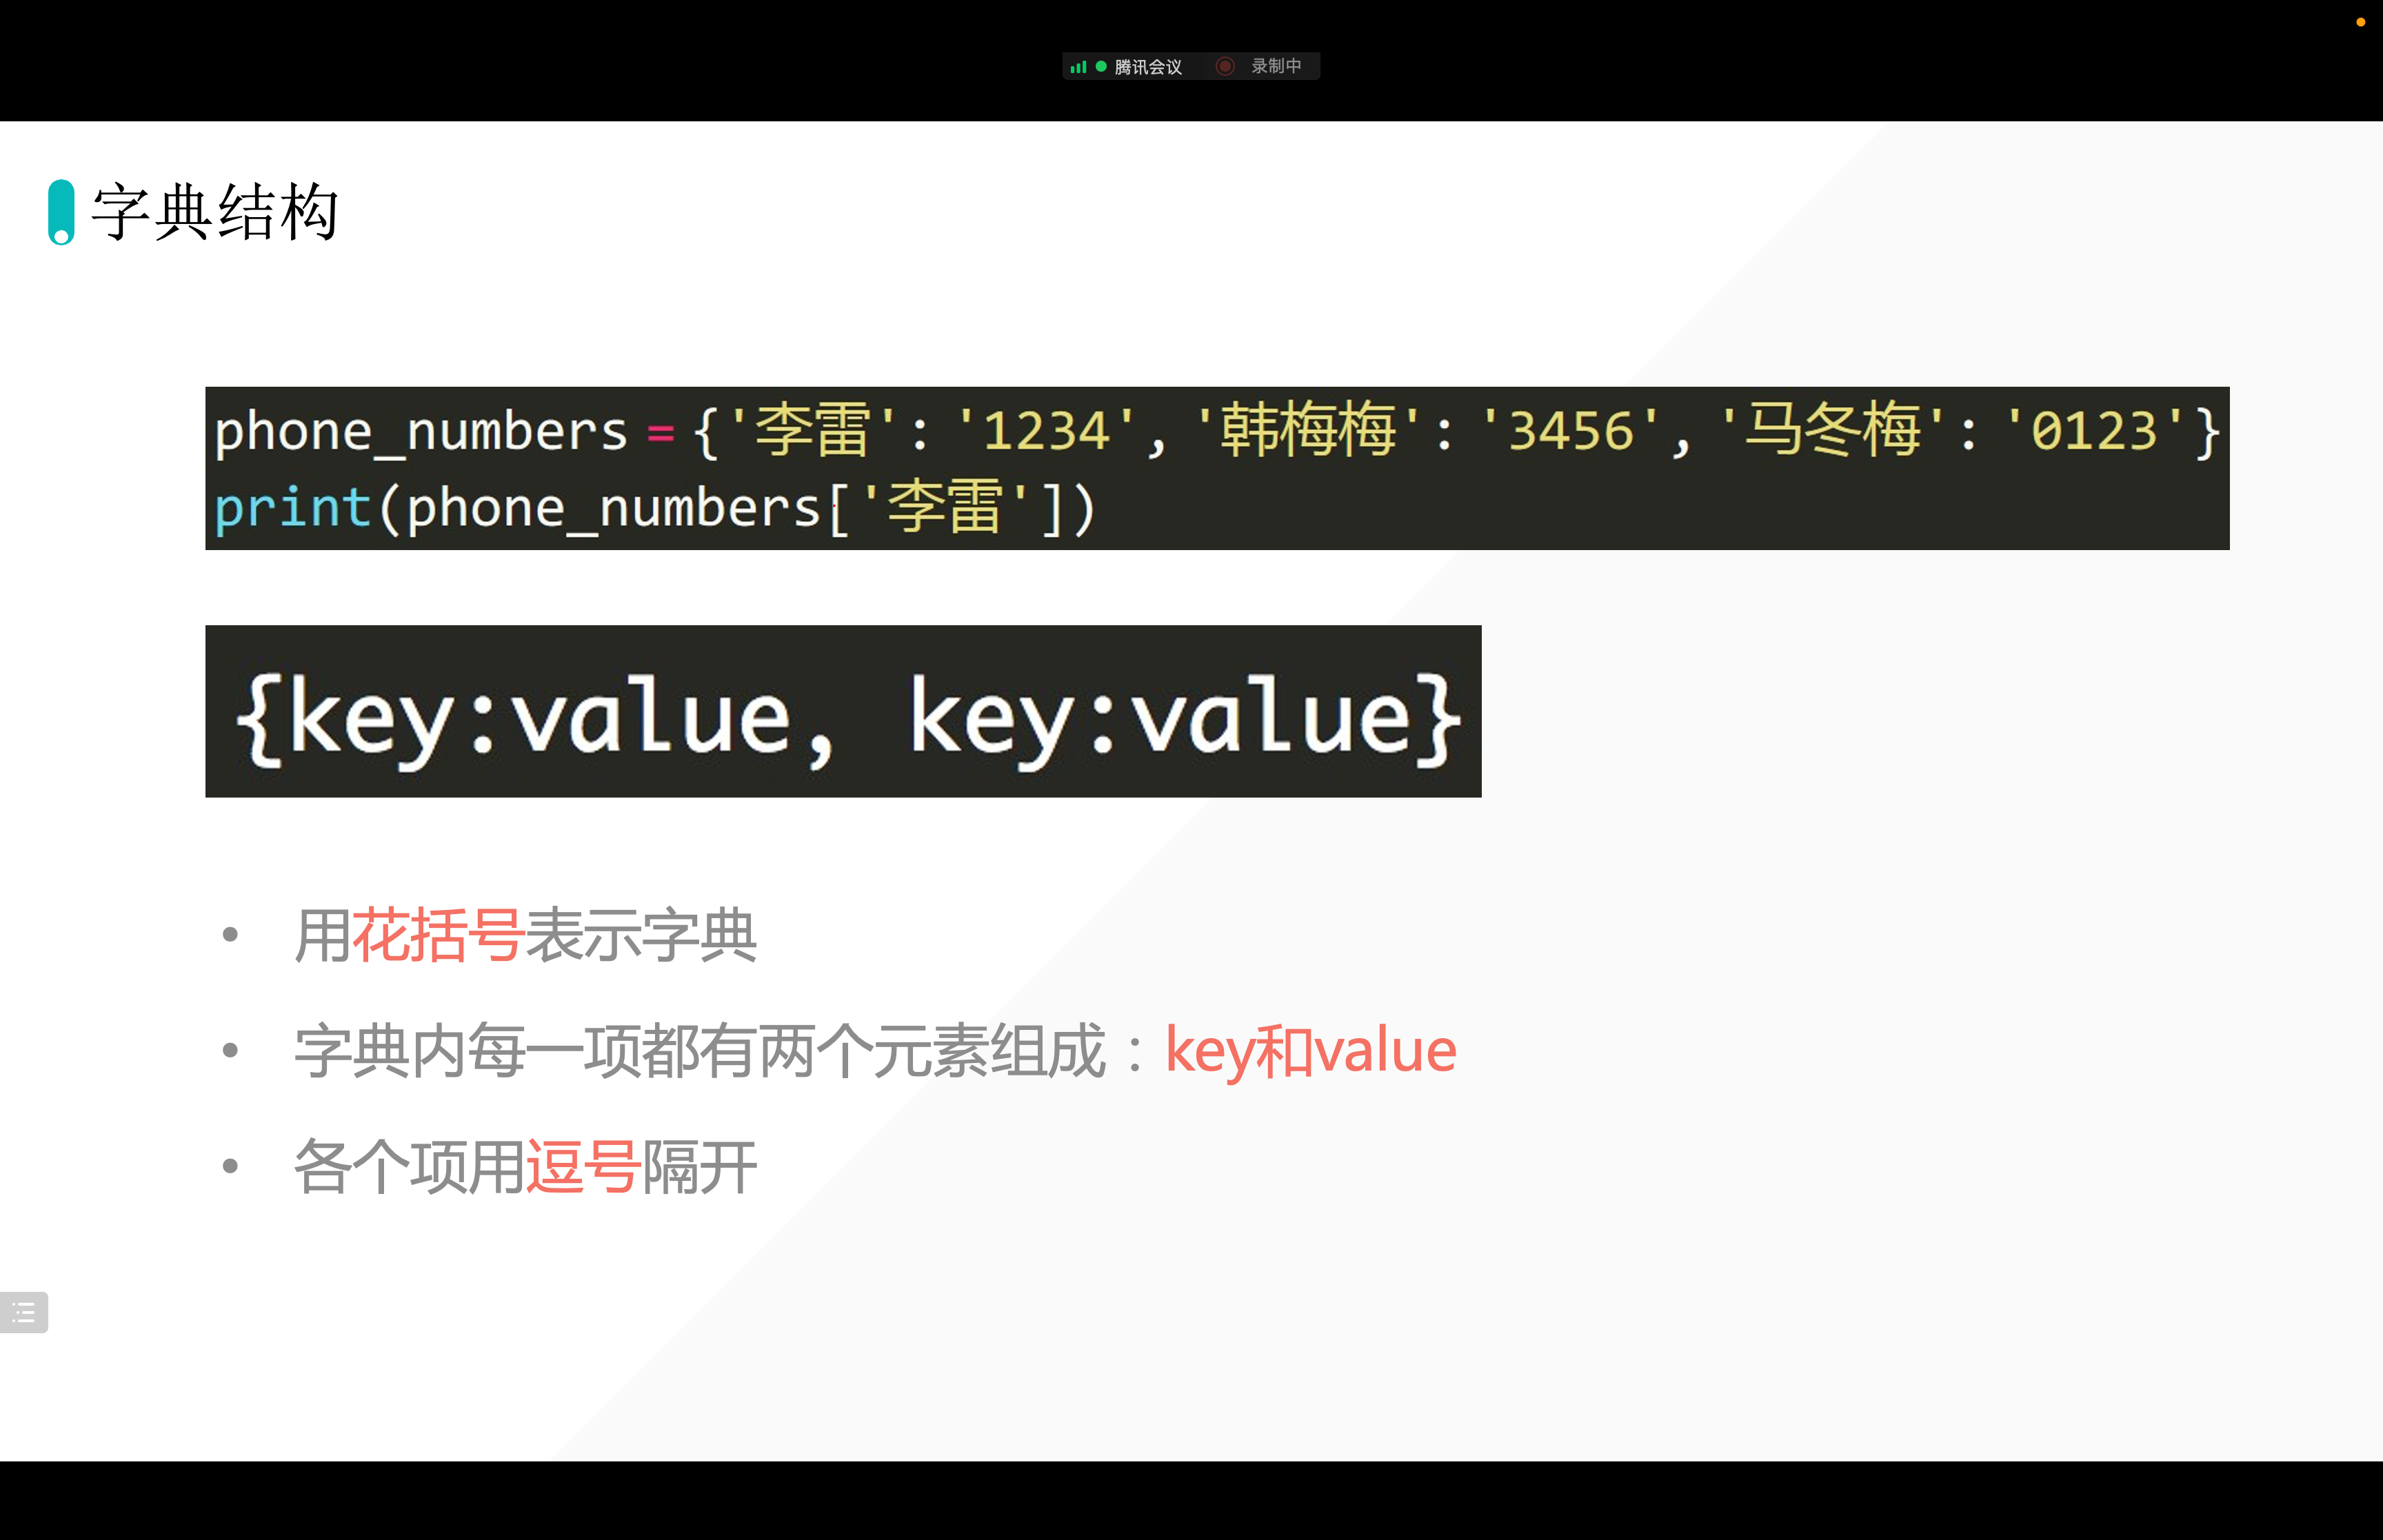 腾讯会议 录制中
字典结构
phone_numbers = {'李雷': '1234', '韩梅梅': '3456', '马冬梅': '0123'}
print(phone_numbers['李雷'])
{key:value, key:value}
• 用花括号表示字典
• 字典内每一项都有两个元素组成：key和value
• 各个项用逗号隔开